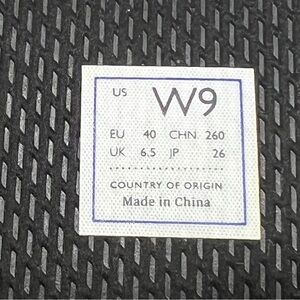 US W9
EU 40 CHN 260
UK 6.5 JP 26
COUNTRY OF ORIGIN
Made in China